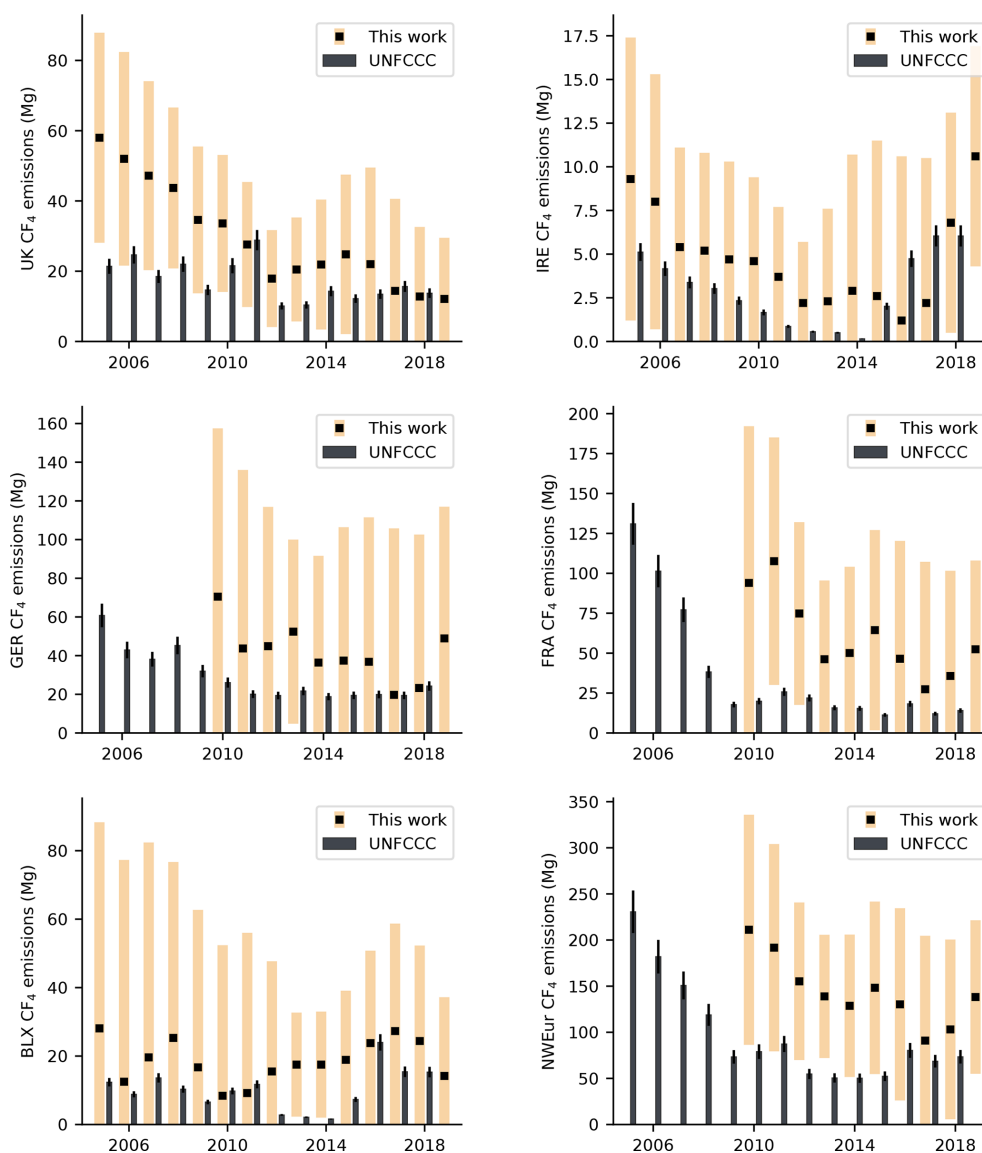 This work
UNFCCC
UK CF₄ emissions (Mg)
80
60
40
20
0
2006 2010 2014 2018
This work
UNFCCC
IRE CF₄ emissions (Mg)
17.5
15.0
12.5
10.0
7.5
5.0
2.5
0.0
2006 2010 2014 2018
This work
UNFCCC
GER CF₄ emissions (Mg)
160
140
120
100
80
60
40
20
0
2006 2010 2014 2018
This work
UNFCCC
FRA CF₄ emissions (Mg)
200
175
150
125
100
75
50
25
0
2006 2010 2014 2018
This work
UNFCCC
BLX CF₄ emissions (Mg)
80
60
40
20
0
2006 2010 2014 2018
This work
UNFCCC
NWEur CF₄ emissions (Mg)
350
300
250
200
150
100
50
0
2006 2010 2014 2018